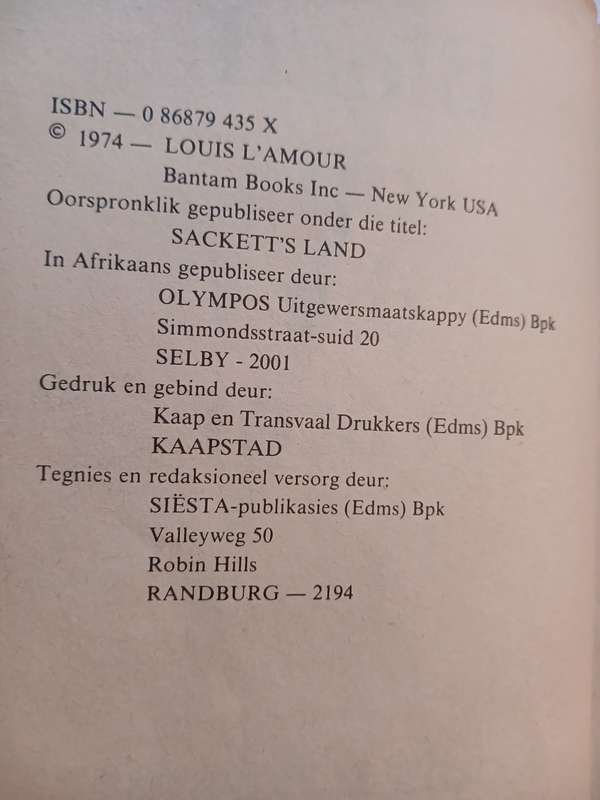 ISBN — 0 86879 435 X
© 1974 — LOUIS L'AMOUR
Bantam Books Inc — New York USA
Oorspronklik gepubliseer onder die titel:
SACKETT'S LAND
In Afrikaans gepubliseer deur:
OLYMPOS Uitgewersmaatskappy (Edms) Bpk
Simmondsstraat-suid 20
SELBY - 2001
Gedruk en gebind deur:
Kaap en Transvaal Drukkers (Edms) Bpk
KAAPSTAD
Tegnies en redaksioneel versorg deur:
SIËSTA-publikasies (Edms) Bpk
Valleyweg 50
Robin Hills
RANDBURG — 2194